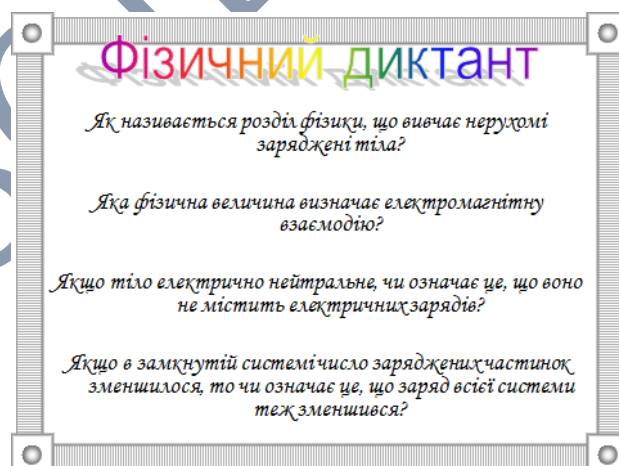 Фізичний диктант
Як називається розділ фізики, що вивчає нерухомі
заряджені тіла?
Яка фізична величина визначає електромагнітну
взаємодію?
Якщо тіло електрично нейтральне, чи означає це, що воно
не містить електричних зарядів?
Якщо в замкнутій системі число заряджених частинок
зменшилося, то чи означає це, що заряд всієї системи
теж зменшився?